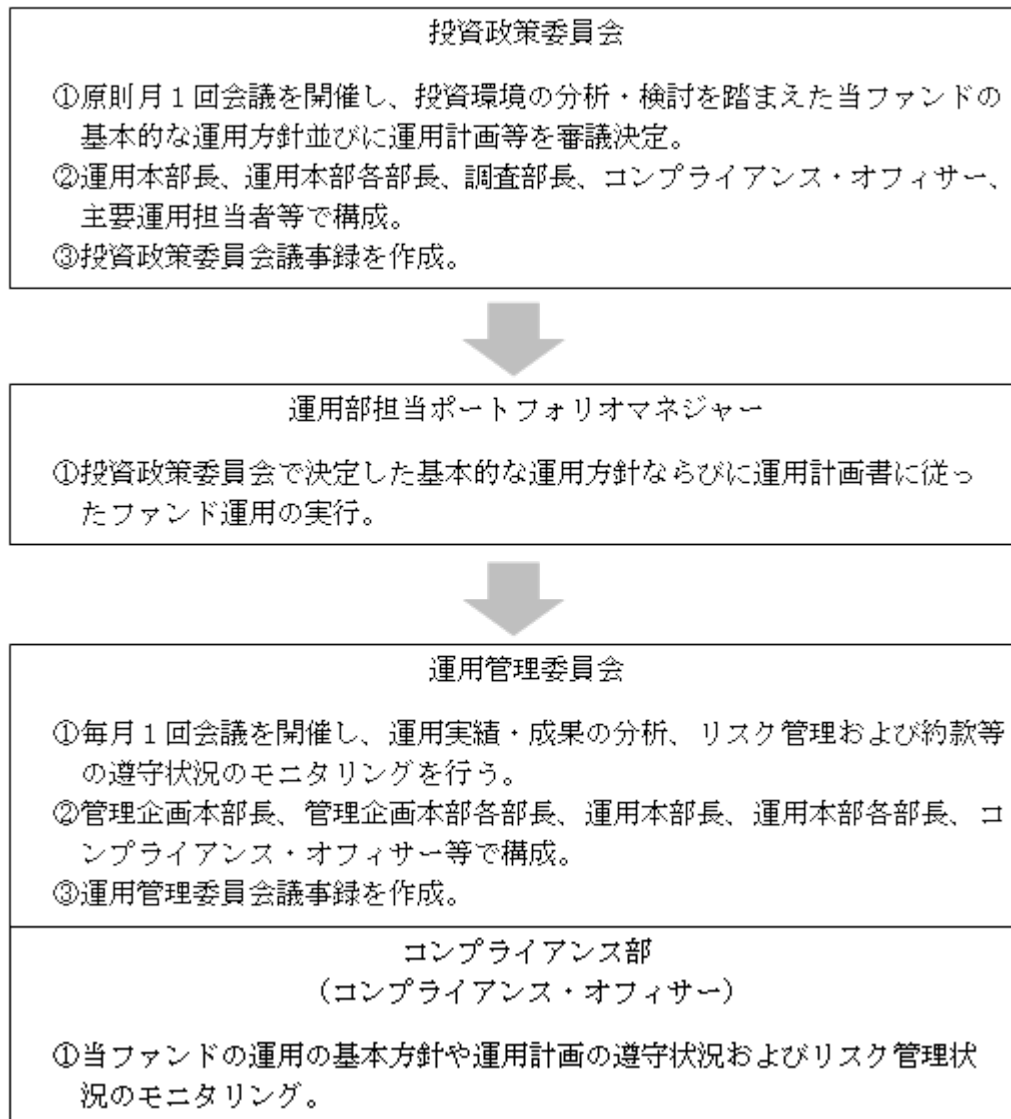 投資政策委員会
①原則月１回会議を開催し、投資環境の分析・検討を踏まえた当ファンドの
基本的な運用方針並びに運用計画等を審議決定。
②運用本部長、運用本部各部長、調査部長、コンプライアンス・オフィサー、
主要運用担当者等で構成。
③投資政策委員会議事録を作成。
運用部担当ポートフォリオマネジャー
①投資政策委員会で決定した基本的な運用方針ならびに運用計画書に従っ
たファンド運用の実行。
運用管理委員会
①毎月１回会議を開催し、運用実績・成果の分析、リスク管理および約款等
の遵守状況のモニタリングを行う。
②管理企画本部長、管理企画本部各部長、運用本部長、運用本部各部長、コ
ンプライアンス・オフィサー等で構成。
③運用管理委員会議事録を作成。
コンプライアンス部
（コンプライアンス・オフィサー）
①当ファンドの運用の基本方針や運用計画の遵守状況およびリスク管理状
況のモニタリング。